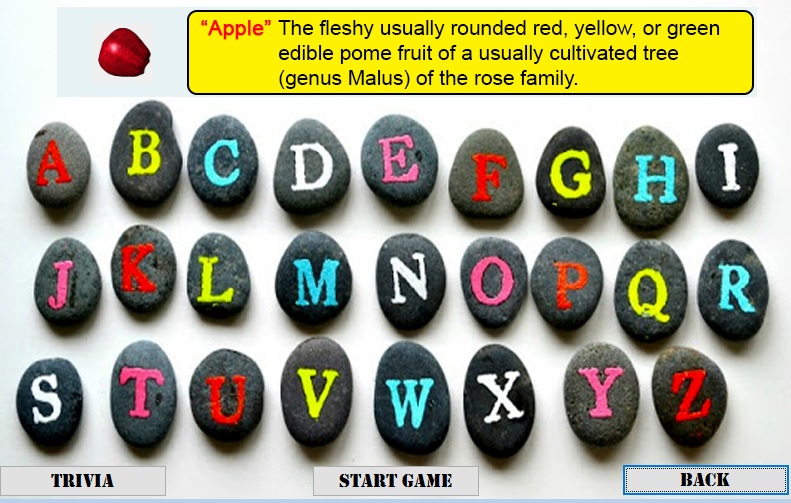 “Apple” The fleshy usually rounded red, yellow, or green
edible pome fruit of a usually cultivated tree
(genus Malus) of the rose family.
A B C D E F G H I
J K L M N O P Q R
S T U V W X Y Z
TRIVIA START GAME BACK